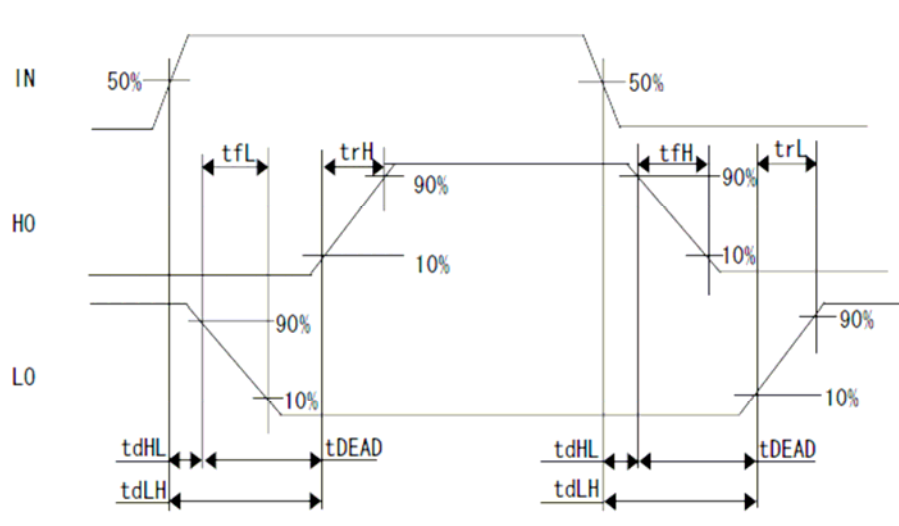 IN
50%
50%
tfL
trH
tfH
trL
90%
90%
HO
10%
10%
90%
90%
LO
10%
10%
tdHL
tDEAD
tdHL
tDEAD
tdLH
tdLH